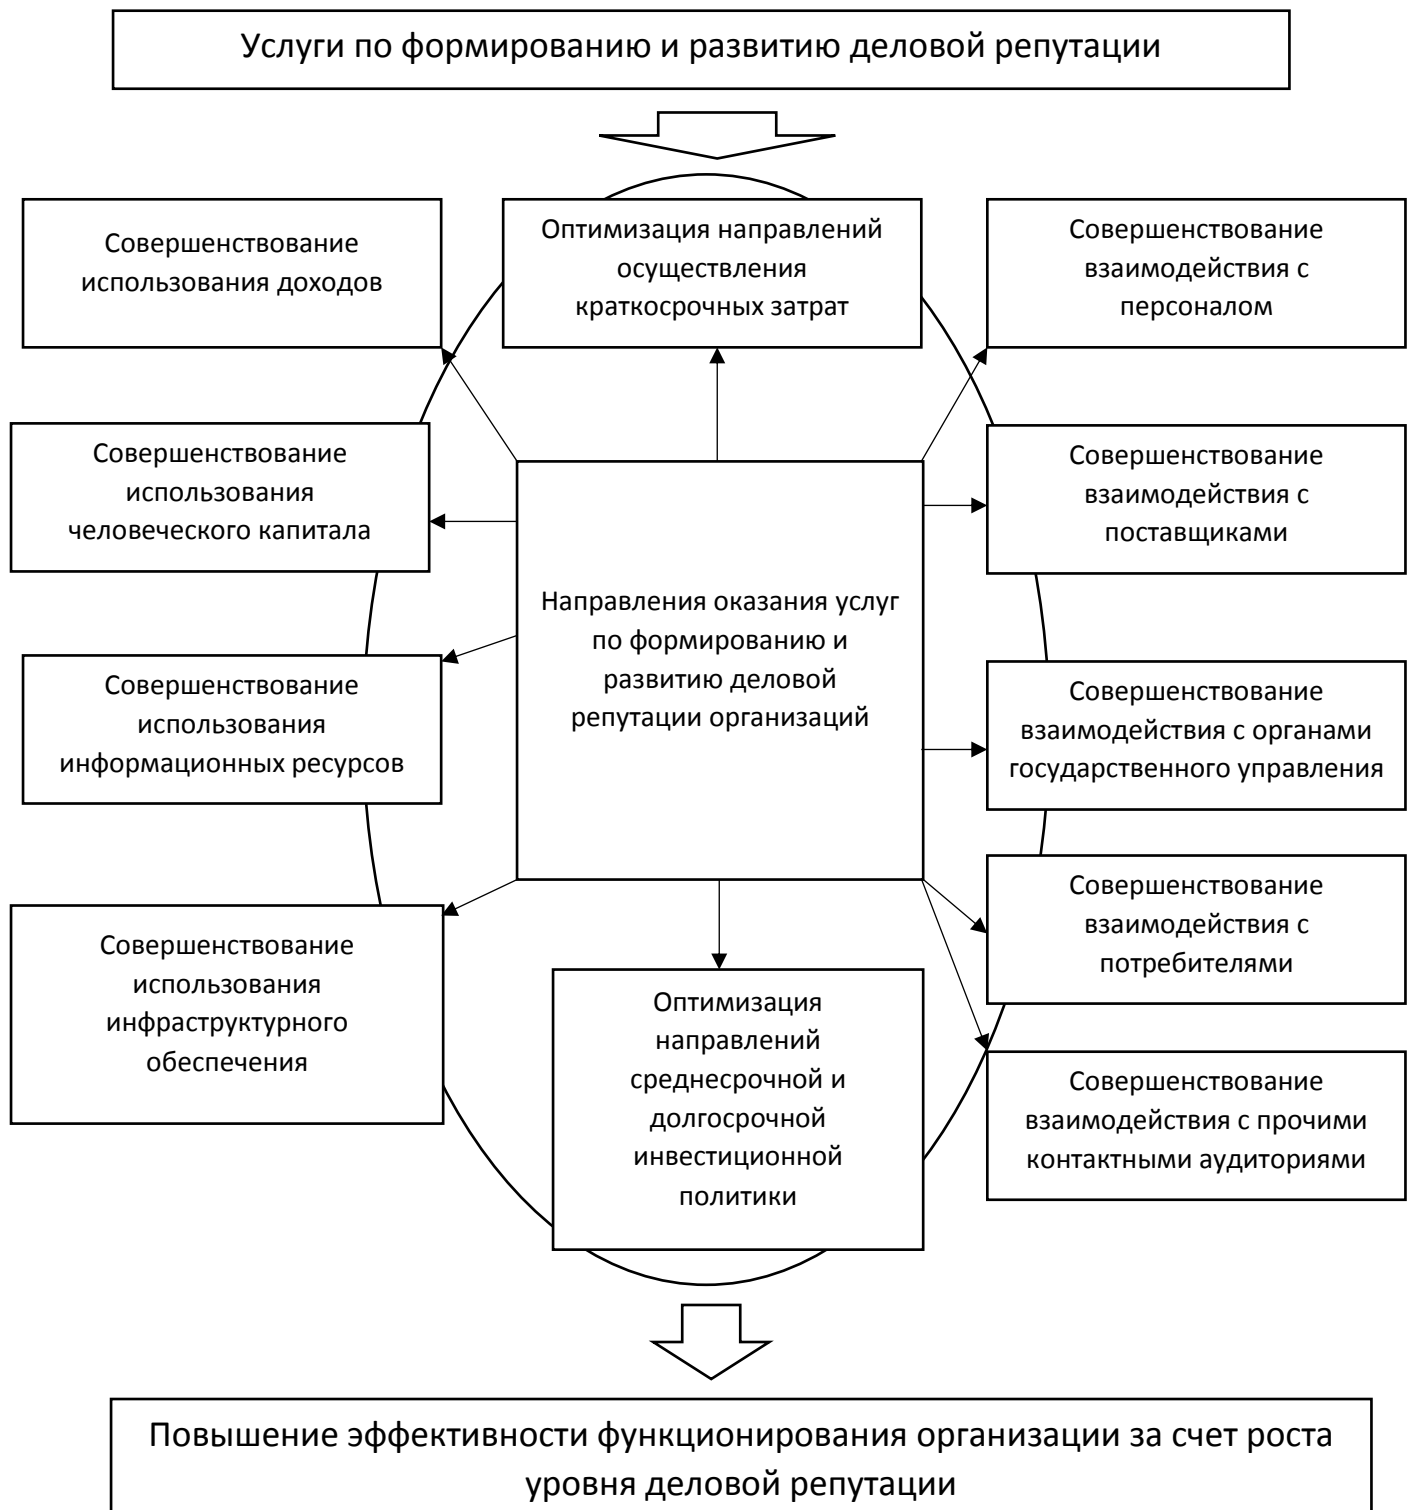 Услуги по формированию и развитию деловой репутации
Совершенствование
использования доходов
Оптимизация направлений
осуществления
краткосрочных затрат
Совершенствование
взаимодействия с
персоналом
Совершенствование
использования
человеческого капитала
Совершенствование
взаимодействия с
поставщиками
Направления оказания услуг
по формированию и
развитию деловой
репутации организаций
Совершенствование
использования
информационных ресурсов
Совершенствование
взаимодействия с органами
государственного управления
Совершенствование
взаимодействия с
потребителями
Совершенствование
использования
инфраструктурного
обеспечения
Оптимизация
направлений
среднесрочной и
долгосрочной
инвестиционной
политики
Совершенствование
взаимодействия с прочими
контактными аудиториями
Повышение эффективности функционирования организации за счет роста
уровня деловой репутации